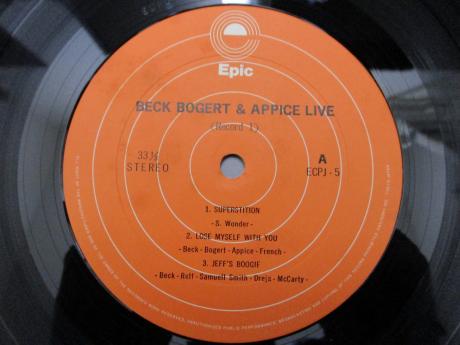 Epic
BECK BOGERT & APPICE LIVE
(Record 1)
33⅓
STEREO
A
ECPJ-5
1. SUPERSTITION
- S. Wonder -
2. LOSE MYSELF WITH YOU
- Beck - Bogert - Appice - French -
3. JEFF'S BOOGIE
- Beck - Relf - Samuell Smith - Dreja - McCarty -